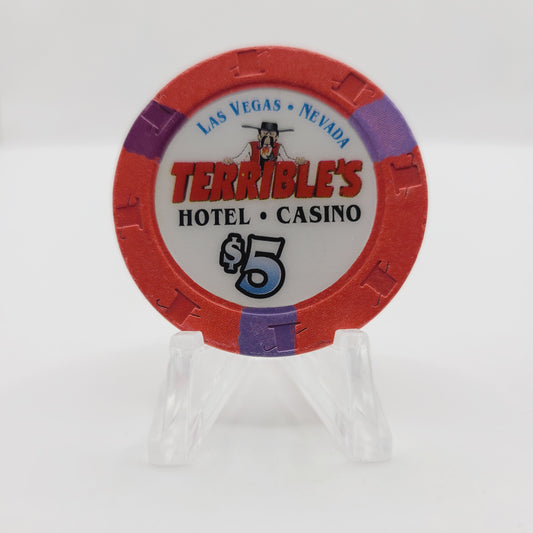 LAS VEGAS • NEVADA
TERRIBLE'S
HOTEL • CASINO
$5